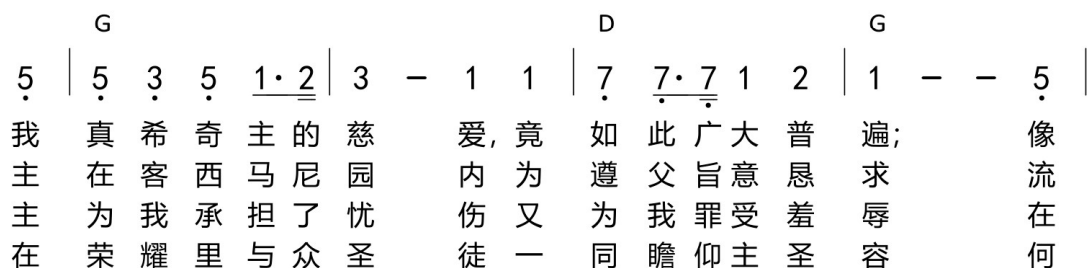 G D G
5 | 5 3 5 1· 2 | 3 – 1 1 | 7 7· 7 1 2 | 1 – – 5 |
我 真 希 奇 主 的 慈 爱, 竟 如 此 广 大 普 遍; 像
主 在 客 西 马 尼 园 内 为 遵 父 旨 意 恳 求 流
主 为 我 承 担 了 忧 伤 又 为 我 罪 受 羞 辱 在
在 荣 耀 里 与 众 圣 徒 一 同 瞻 仰 主 圣 容 何